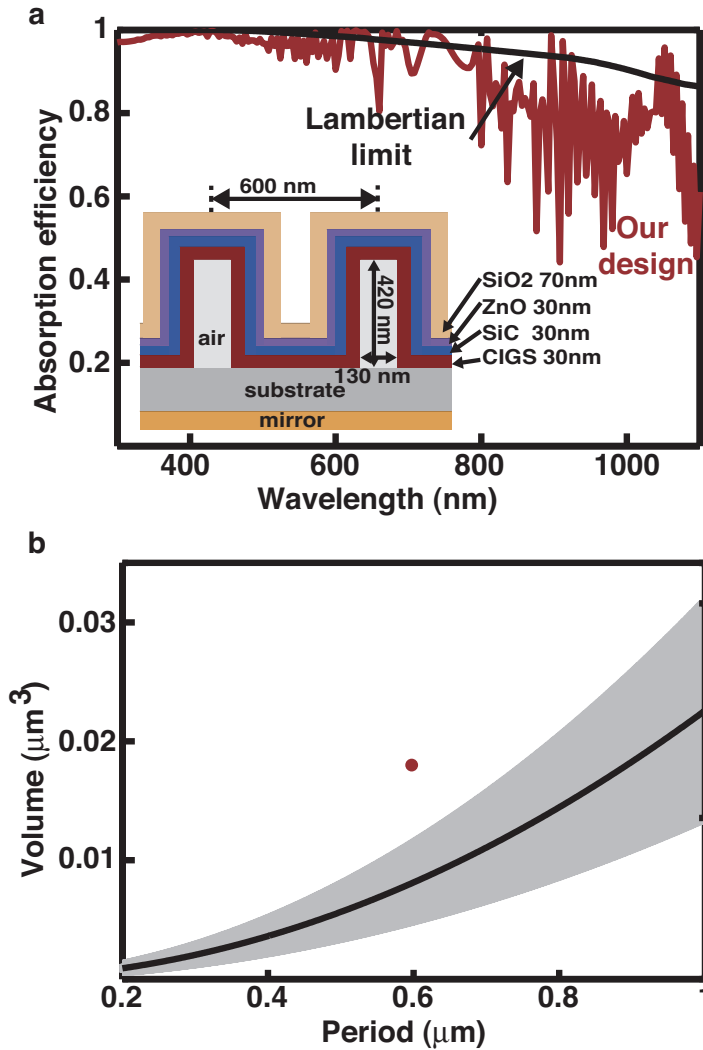 a
1
0.8
0.6
0.4
0.2
Absorption efficiency
Lambertian
limit
600 nm
Our
design
SiO2 70nm
ZnO 30nm
SiC 30nm
CIGS 30nm
420 nm
130 nm
air
substrate
mirror
400
600
800
1000
Wavelength (nm)
b
0.03
0.02
0.01
Volume (μm³)
0.2
0.4
0.6
0.8
1
Period (μm)